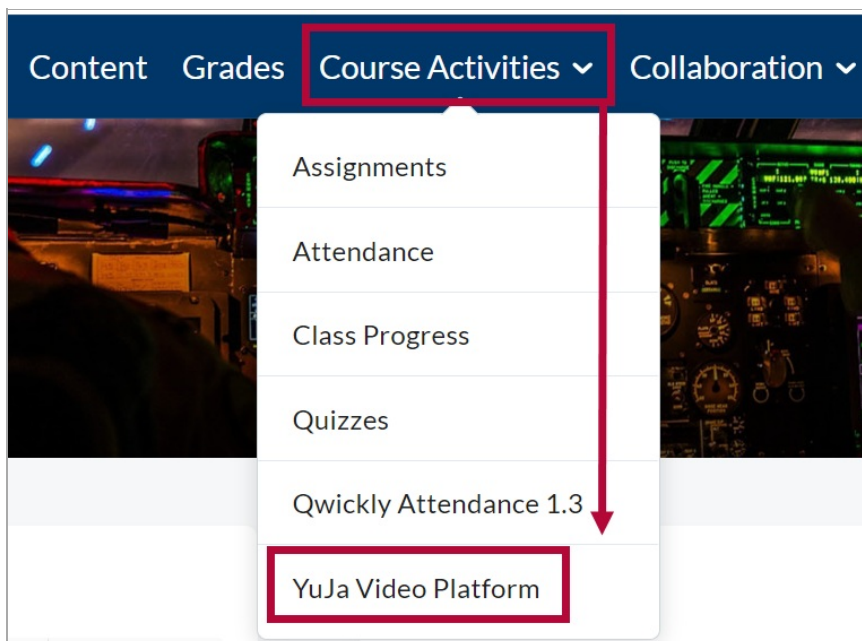 Content Grades Course Activities Collaboration
Assignments
Attendance
Class Progress
Quizzes
Qwickly Attendance 1.3
YuJa Video Platform